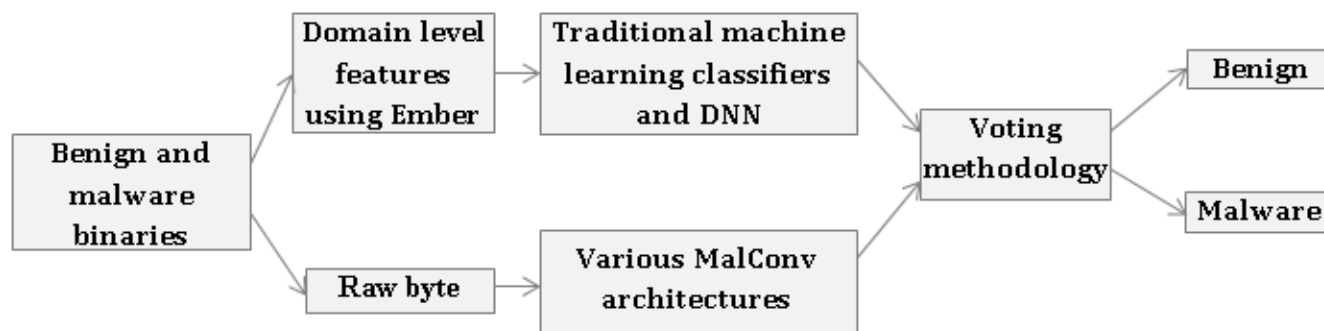 Benign and
malware
binaries
Domain level
features
using Ember
Traditional machine
learning classifiers
and DNN
Raw byte
Various MalConv
architectures
Voting
methodology
Benign
Malware